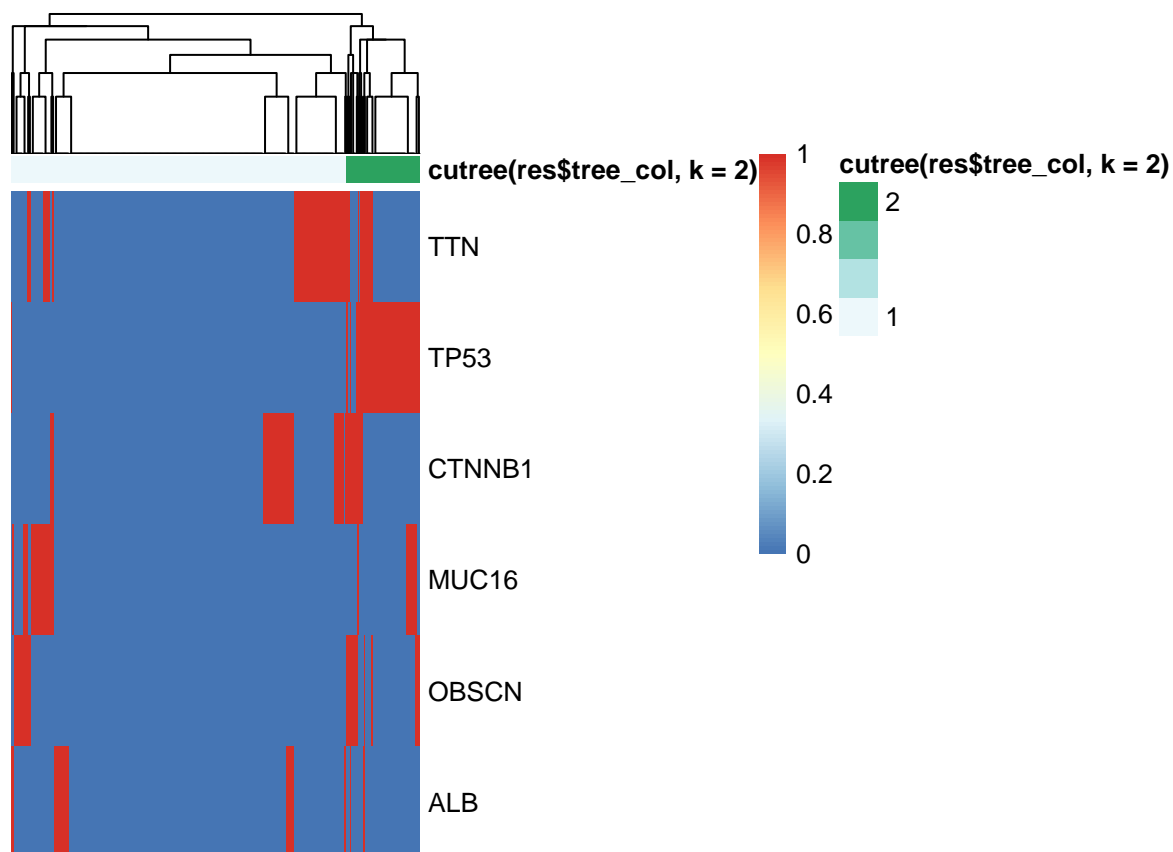 cutree(res$tree_col, k = 2)
TTN
TP53
CTNNB1
MUC16
OBSCN
ALB
1
0.8
0.6
0.4
0.2
0
cutree(res$tree_col, k = 2)
2
1